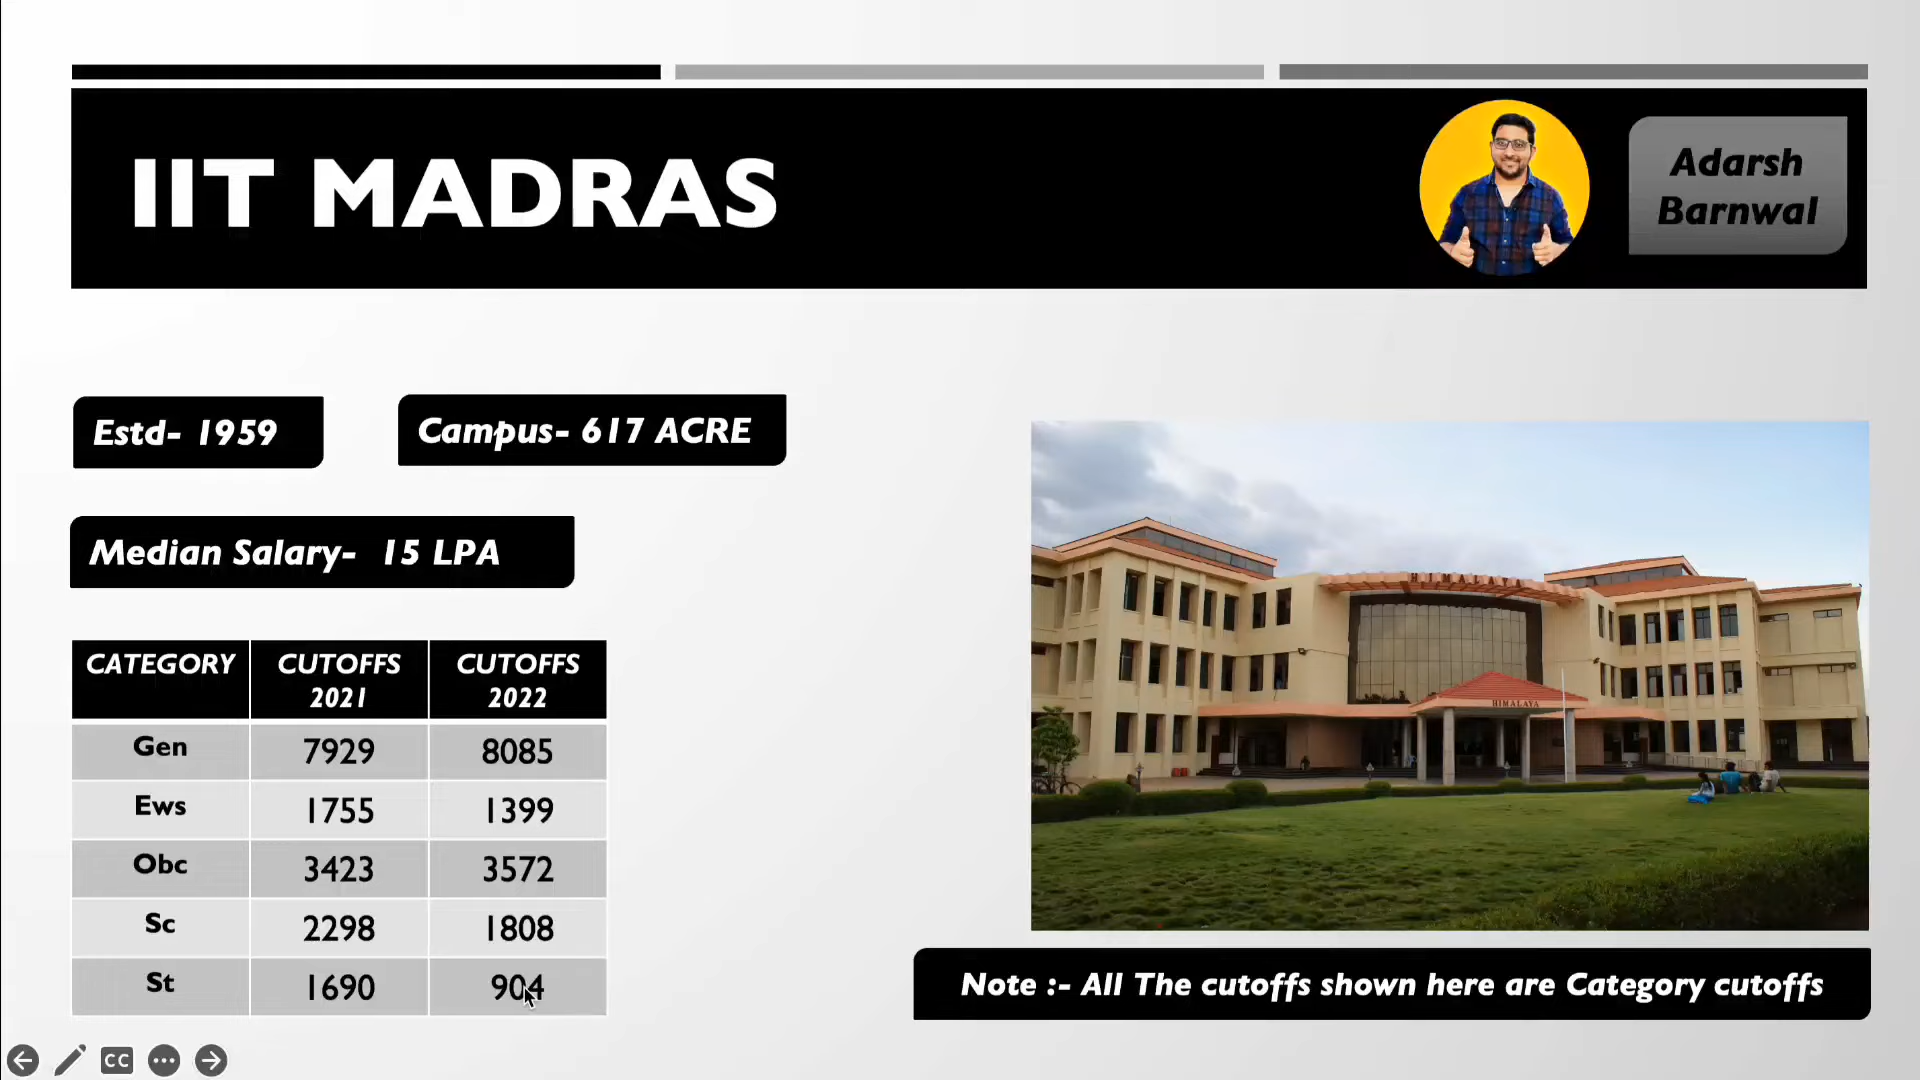 IIT MADRAS
Adarsh
Barnwal
Estd- 1959
Campus- 617 ACRE
Median Salary- 15 LPA
CATEGORY CUTOFFS 2021 CUTOFFS 2022
Gen 7929 8085
Ews 1755 1399
Obc 3423 3572
Sc 2298 1808
St 1690 904
HIMALAYA
HIMALAYA
Note :- All The cutoffs shown here are Category cutoffs
CC